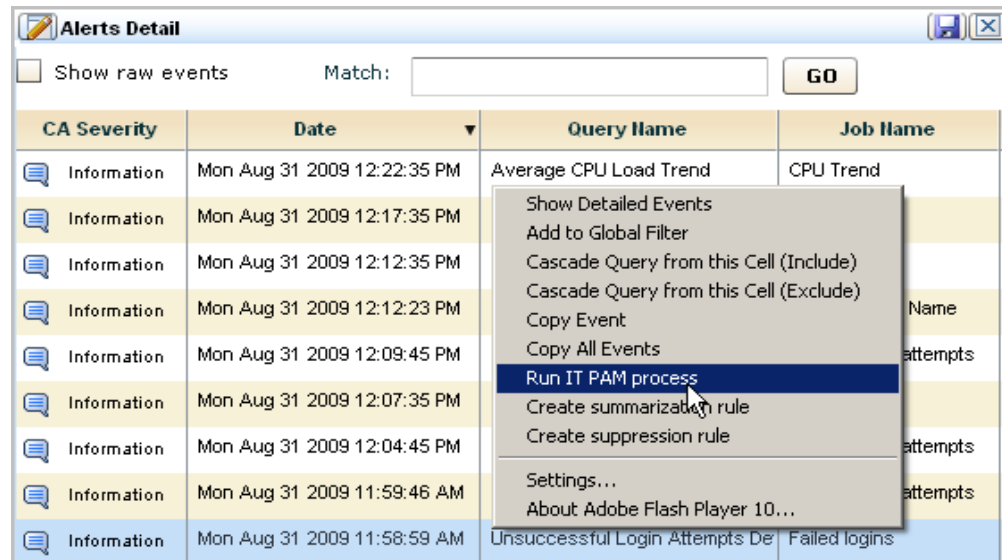 Alerts Detail
Show raw events Match: GO
CA Severity Date Query Name Job Name
Information Mon Aug 31 2009 12:22:35 PM Average CPU Load Trend CPU Trend
Information Mon Aug 31 2009 12:17:35 PM
Information Mon Aug 31 2009 12:12:35 PM
Information Mon Aug 31 2009 12:12:23 PM Name
Information Mon Aug 31 2009 12:09:45 PM attempts
Information Mon Aug 31 2009 12:07:35 PM
Information Mon Aug 31 2009 12:04:45 PM attempts
Information Mon Aug 31 2009 11:59:46 AM attempts
Information Mon Aug 31 2009 11:58:59 AM Unsuccessful Login Attempts De Failed logins
Show Detailed Events
Add to Global Filter
Cascade Query from this Cell (Include)
Cascade Query from this Cell (Exclude)
Copy Event
Copy All Events
Run IT PAM process
Create summarization rule
Create suppression rule
Settings...
About Adobe Flash Player 10...